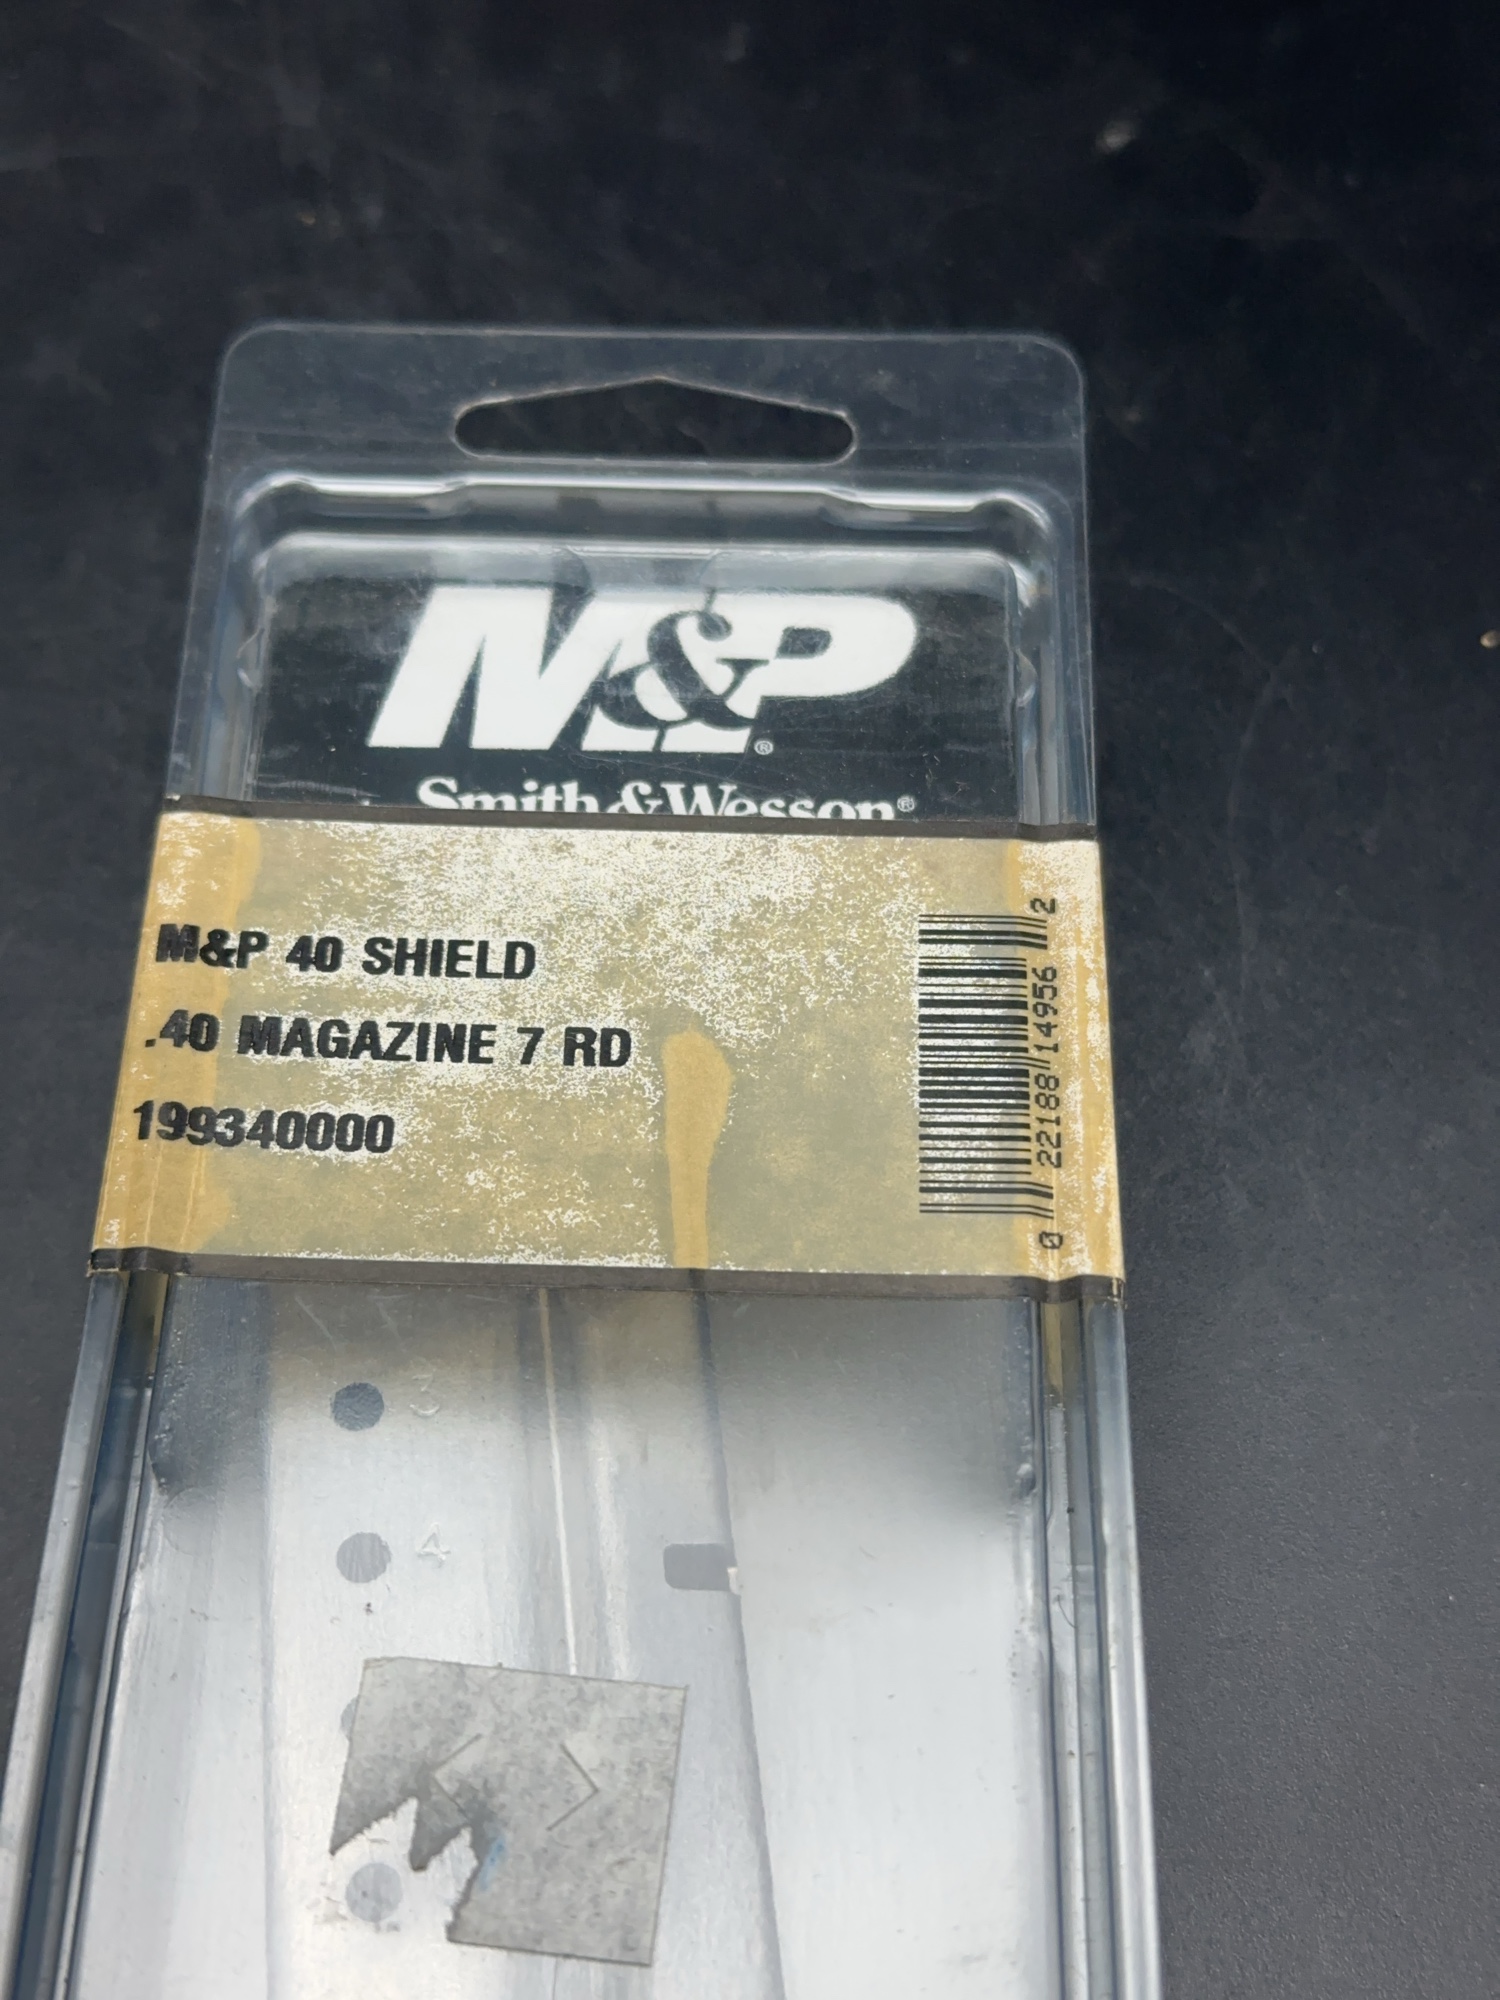 M&P®
Smith & Wesson®
M&P 40 SHIELD
.40 MAGAZINE 7 RD
199340000
0 22188 14956 2
3
4